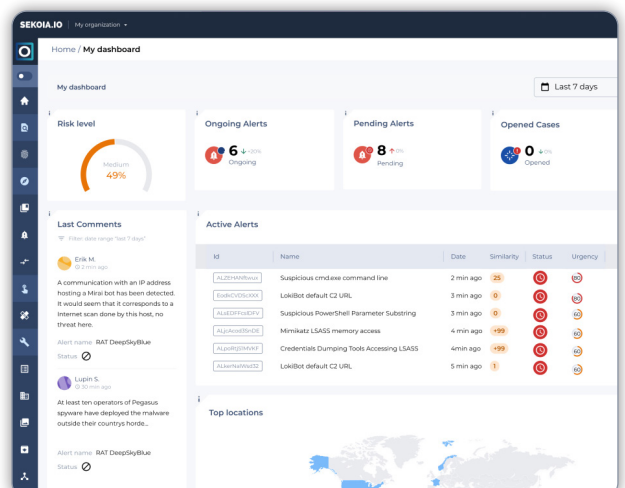 SEKOIA.IO My organization
Home / My dashboard
My dashboard
Last 7 days
Risk level
Medium
49%
Ongoing Alerts
6
Ongoing
Pending Alerts
8 0%
Pending
Opened Cases
0 0%
Opened
Last Comments
Filter: date range "last 7 days"
Erik M.
2 min ago
A communication with an IP address
hosting a Mirai bot has been detected.
It would seem that it corresponds to a
Internet scan done by this host, no
threat here.
Alert name RAT DeepSkyBlue
Status
Lupin S.
30 min ago
At least ten operators of Pegasus
spyware have deployed the malware
outside their countrys horde...
Alert name RAT DeepSkyBlue
Status
Active Alerts
Id Name Date Similarity Status Urgency
Suspicious cmd.exe command line 2 min ago 25 80
LokiBot default C2 URL 3 min ago 0 80
Suspicious PowerShell Parameter Substring 3 min ago 0 60
Mimikatz LSASS memory access 4 min ago +99 60
Credentials Dumping Tools Accessing LSASS 4min ago +99 60
LokiBot default C2 URL 5 min ago 1 60
Top locations